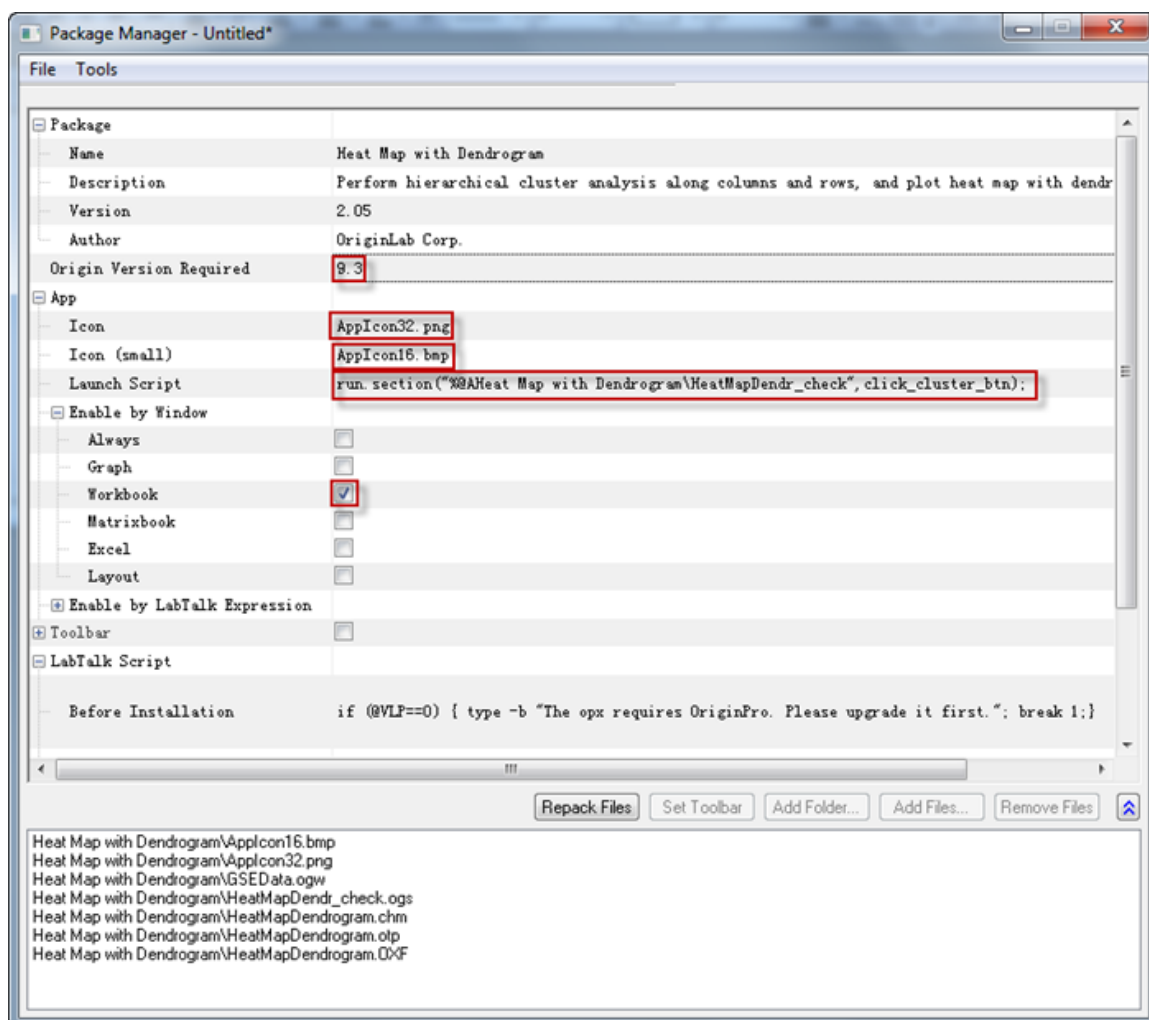 Package Manager - Untitled*
File Tools
Package
Name Heat Map with Dendrogram
Description Perform hierarchical cluster analysis along columns and rows, and plot heat map with dendr
Version 2.05
Author OriginLab Corp.
Origin Version Required 9.3
App
Icon AppIcon32.png
Icon (small) AppIcon16.bmp
Launch Script run.section("%@AHeat Map with Dendrogram\HeatMapDendr_check",click_cluster_btn);
Enable by Window
Always
Graph
Workbook
Matrixbook
Excel
Layout
Enable by LabTalk Expression
Toolbar
LabTalk Script
Before Installation if (@VLP==0) { type -b "The opx requires OriginPro. Please upgrade it first."; break 1;}
Repack Files Set Toolbar Add Folder... Add Files... Remove Files
Heat Map with Dendrogram\AppIcon16.bmp
Heat Map with Dendrogram\AppIcon32.png
Heat Map with Dendrogram\GSEData.ogw
Heat Map with Dendrogram\HeatMapDendr_check.ogs
Heat Map with Dendrogram\HeatMapDendrogram.chm
Heat Map with Dendrogram\HeatMapDendrogram.otp
Heat Map with Dendrogram\HeatMapDendrogram.OXF